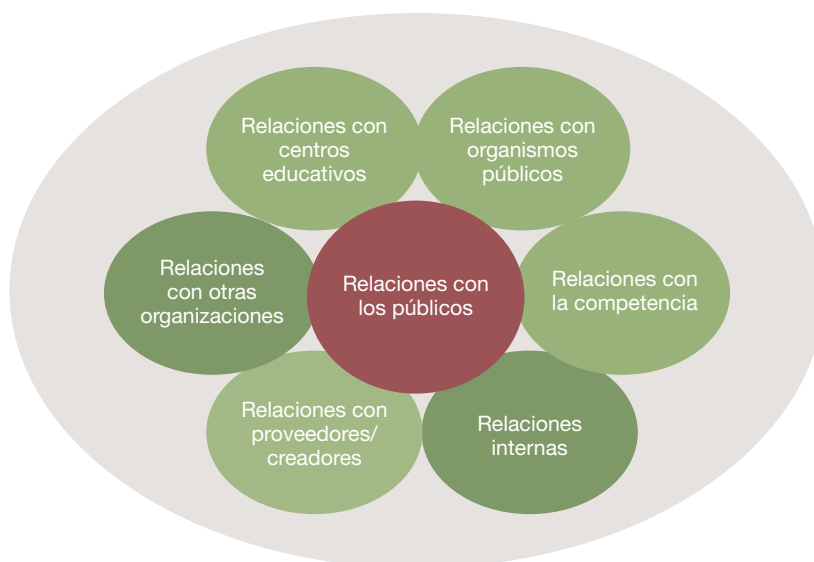 Relaciones con
centros
educativos
Relaciones con
organismos
públicos
Relaciones
con otras
organizaciones
Relaciones con
los públicos
Relaciones con
la competencia
Relaciones con
proveedores/
creadores
Relaciones
internas